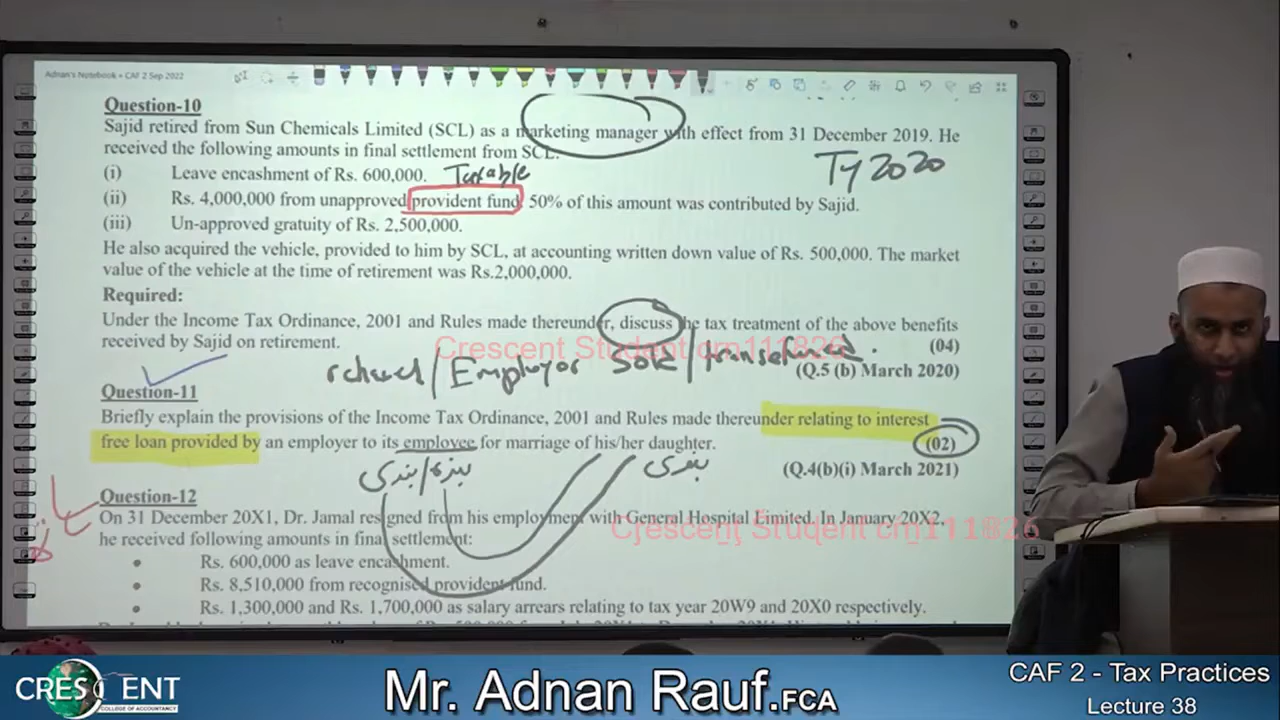 Adnan's Notebook • CAF 2 Sep 2022
Question-10
Sajid retired from Sun Chemicals Limited (SCL) as a marketing manager with effect from 31 December 2019. He
received the following amounts in final settlement from SCL.
TY 2020
(i) Leave encashment of Rs. 600,000. Taxable
(ii) Rs. 4,000,000 from unapproved provident fund. 50% of this amount was contributed by Sajid.
(iii) Un-approved gratuity of Rs. 2,500,000.
He also acquired the vehicle, provided to him by SCL, at accounting written down value of Rs. 500,000. The market
value of the vehicle at the time of retirement was Rs.2,000,000.
Required:
Under the Income Tax Ordinance, 2001 and Rules made thereunder, discuss the tax treatment of the above benefits
received by Sajid on retirement. (04)
Crescent Student crn111826
Employor Sold / transferred.
(Q.5 (b) March 2020)
Question-11
Briefly explain the provisions of the Income Tax Ordinance, 2001 and Rules made thereunder relating to interest
free loan provided by an employer to its employee for marriage of his/her daughter. (02)
(Q.4(b)(i) March 2021)
Question-12
On 31 December 20X1, Dr. Jamal resigned from his employment with General Hospital Limited. In January 20X2,
Crescent Student crn111826
he received following amounts in final settlement:
• Rs. 600,000 as leave encashment.
• Rs. 8,510,000 from recognised provident fund.
• Rs. 1,300,000 and Rs. 1,700,000 as salary arrears relating to tax year 20W9 and 20X0 respectively.
CRESCENT
COLLEGE OF ACCOUNTANCY
Mr. Adnan Rauf.FCA
CAF 2 - Tax Practices
Lecture 38